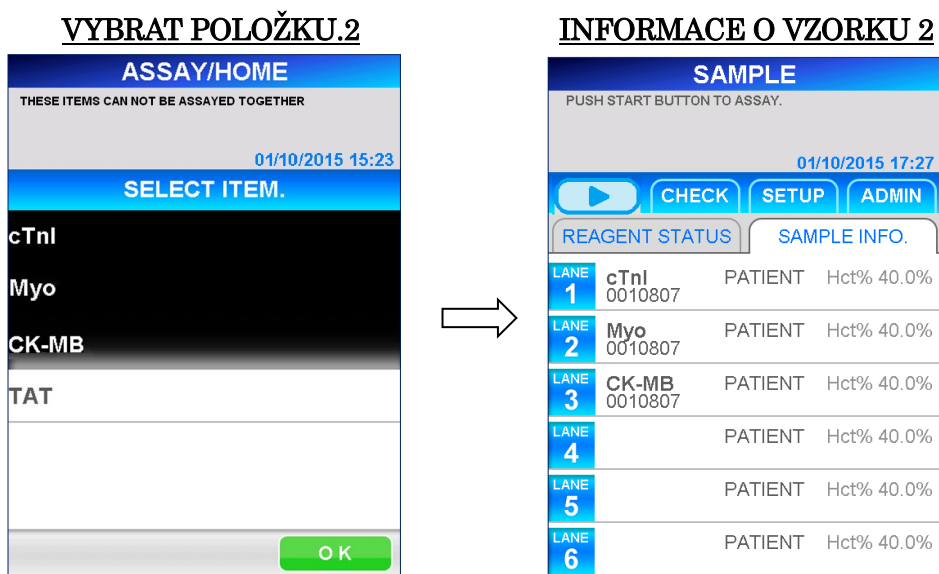 VYBRAT POLOŽKU.2
ASSAY/HOME
THESE ITEMS CAN NOT BE ASSAYED TOGETHER
01/10/2015 15:23
SELECT ITEM.
cTnI
Myo
CK-MB
TAT
OK
INFORMACE O VZORKU 2
SAMPLE
PUSH START BUTTON TO ASSAY.
01/10/2015 17:27
CHECK SETUP ADMIN
REAGENT STATUS SAMPLE INFO.
LANE 1 cTnI 0010807 PATIENT Hct% 40.0%
LANE 2 Myo 0010807 PATIENT Hct% 40.0%
LANE 3 CK-MB 0010807 PATIENT Hct% 40.0%
LANE 4 PATIENT Hct% 40.0%
LANE 5 PATIENT Hct% 40.0%
LANE 6 PATIENT Hct% 40.0%